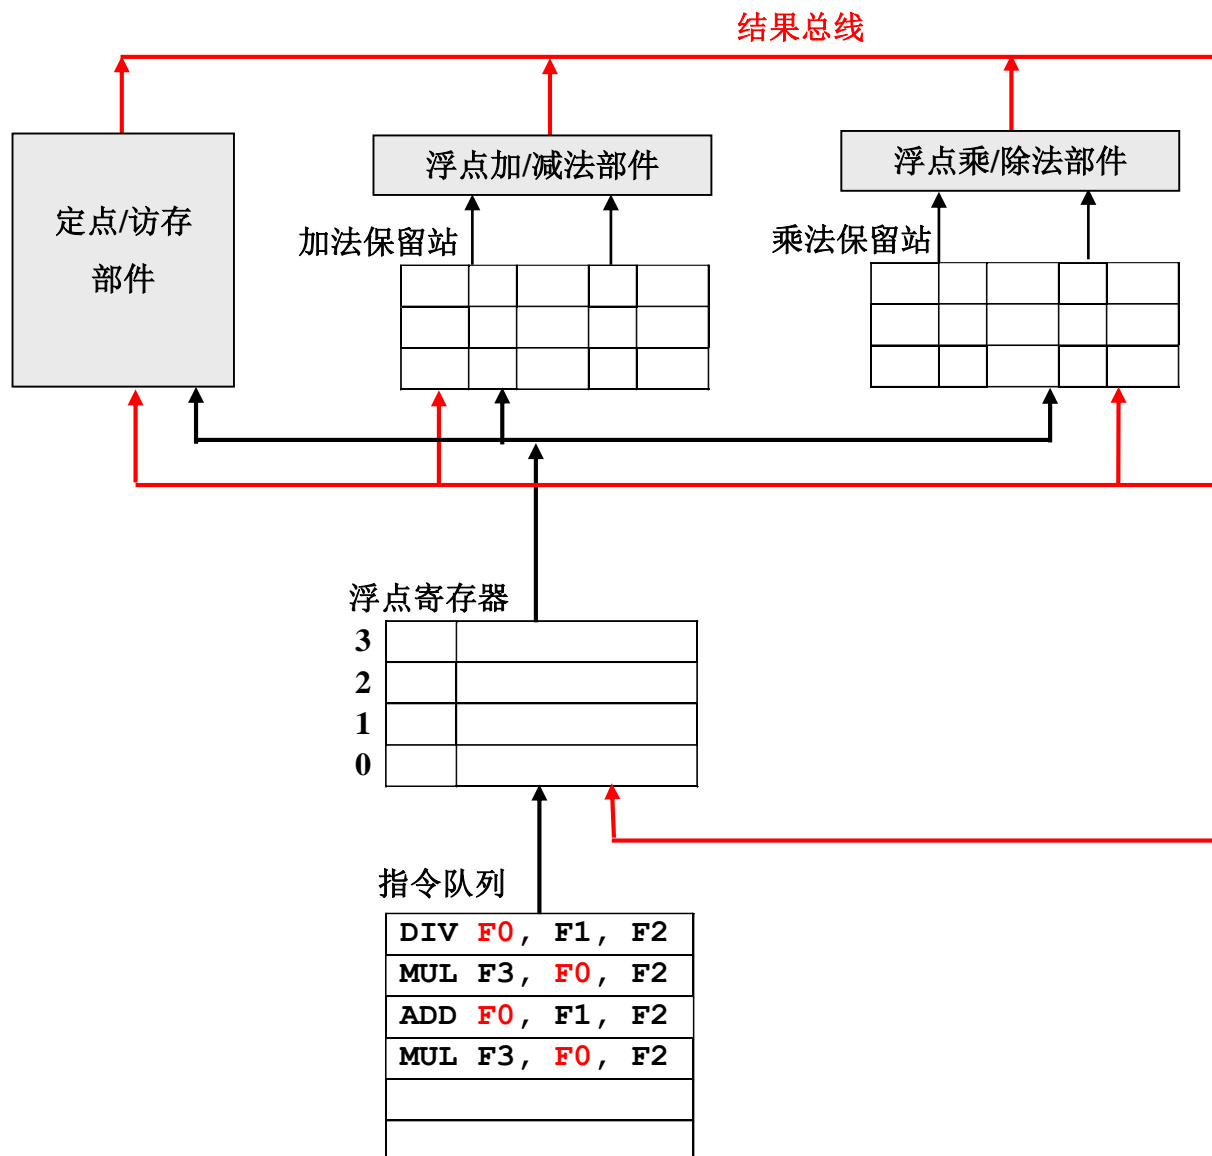 结果总线
浮点加/减法部件
浮点乘/除法部件
定点/访存
部件
加法保留站
乘法保留站
浮点寄存器
3
2
1
0
指令队列
DIV F0, F1, F2
MUL F3, F0, F2
ADD F0, F1, F2
MUL F3, F0, F2